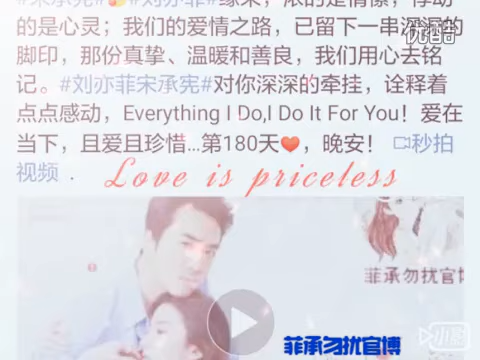 优酷
#宋承宪##刘亦菲#缘来,浓的是情愫,悸动
的是心灵;我们的爱情之路,已留下一串深深的
脚印,那份真挚、温暖和善良,我们用心去铭
记。#刘亦菲宋承宪#对你深深的牵挂,诠释着
点点感动,Everything I Do,I Do It For You!爱在
当下,且爱且珍惜...第180天❤,晚安! 秒拍
视频 .
Love is priceless
菲承勿扰官博
菲承勿扰官博
小影